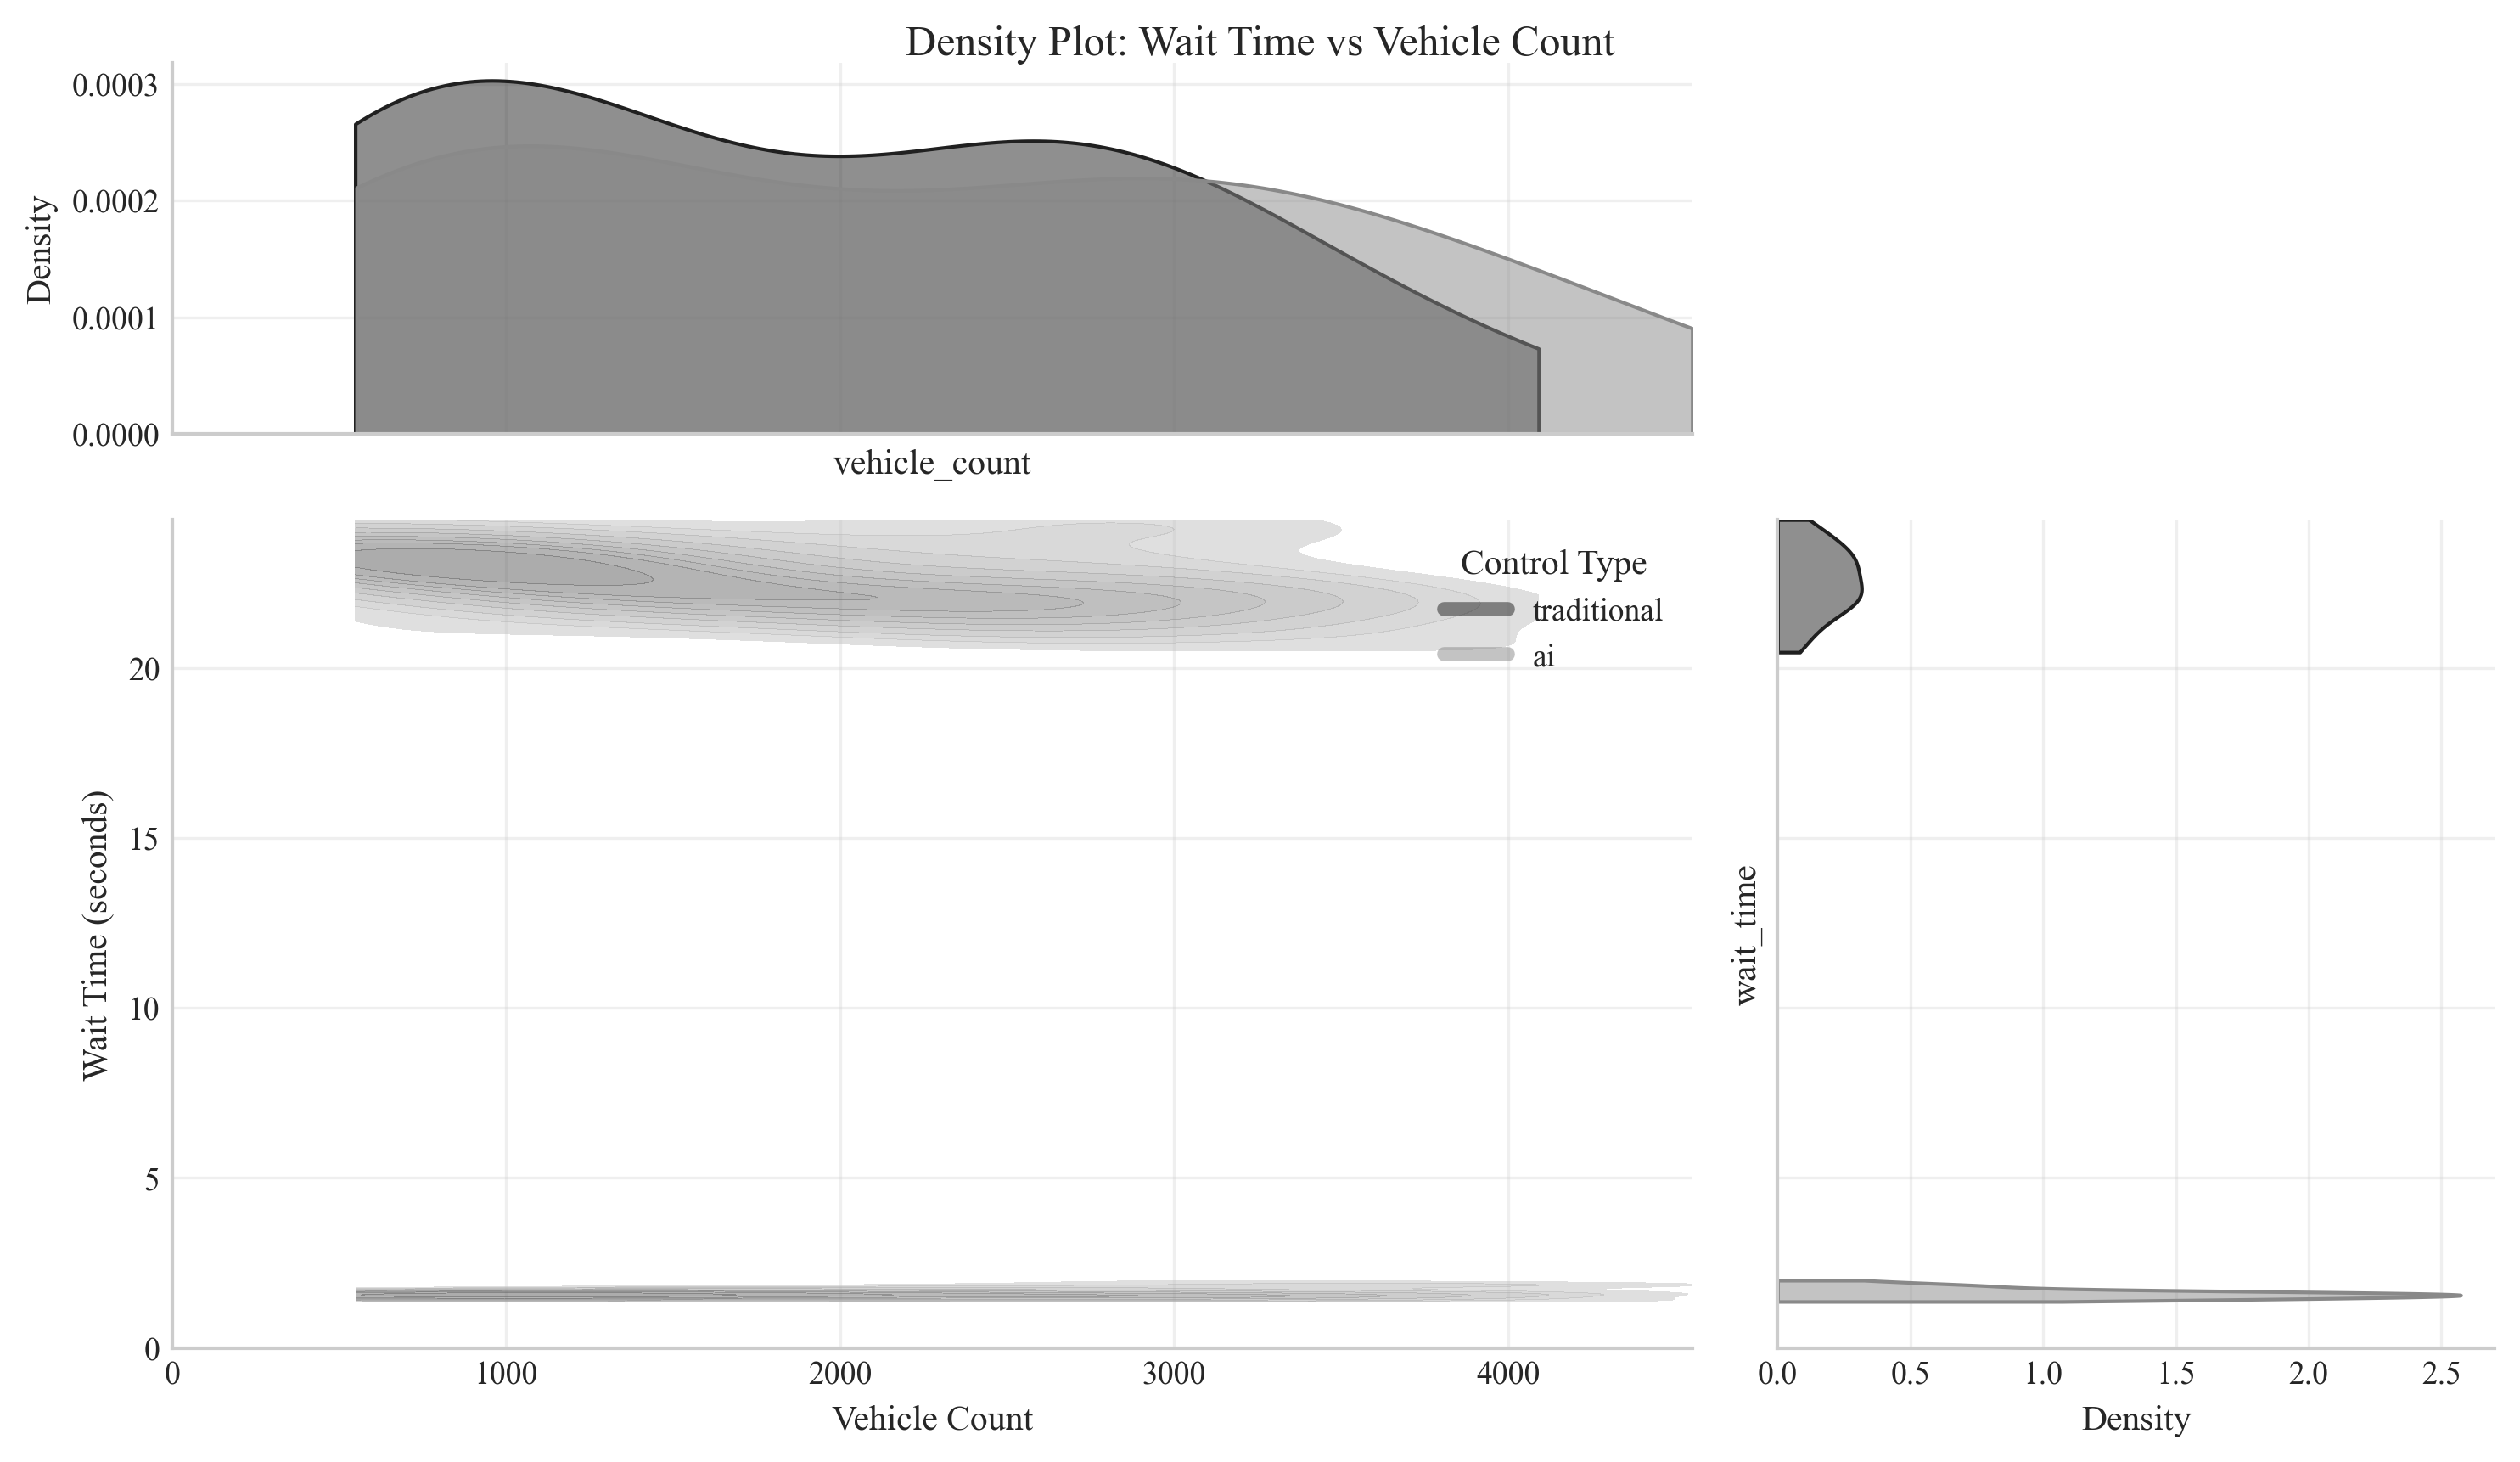 Density Plot: Wait Time vs Vehicle Count
Density
0.0003
0.0002
0.0001
0.0000
vehicle_count
Wait Time (seconds)
20
15
10
5
0
0 1000 2000 3000 4000
Vehicle Count
Control Type
traditional
ai
wait_time
0.0 0.5 1.0 1.5 2.0 2.5
Density